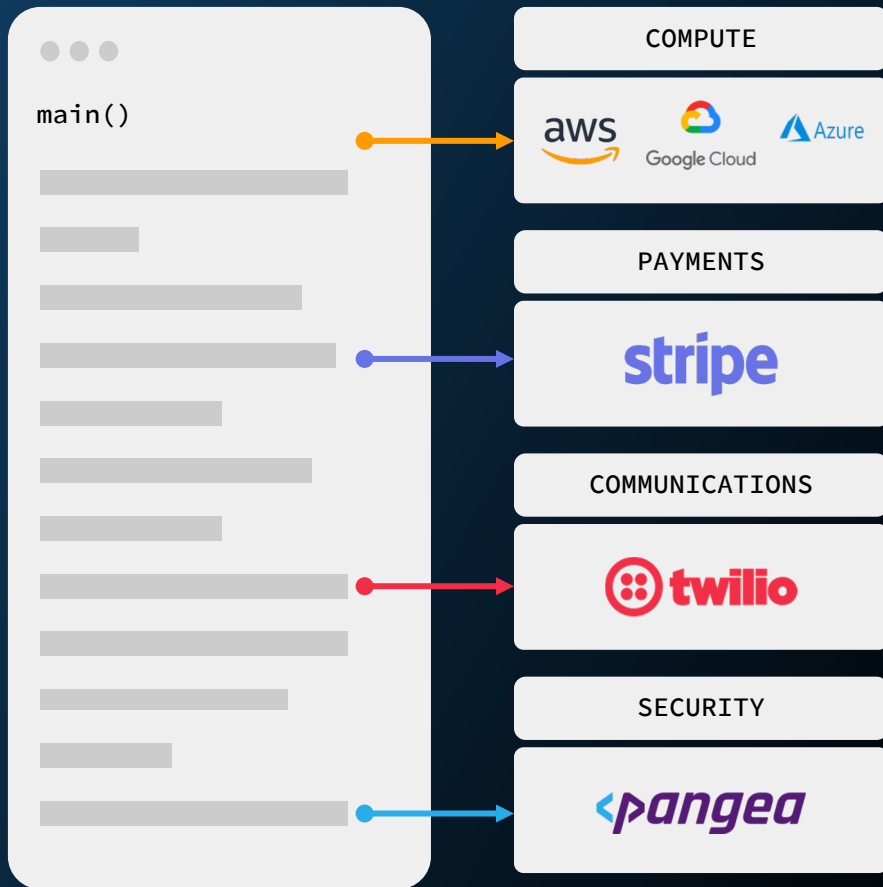 main()
COMPUTE
aws
Google Cloud
Azure
PAYMENTS
stripe
COMMUNICATIONS
twilio
SECURITY
pangea